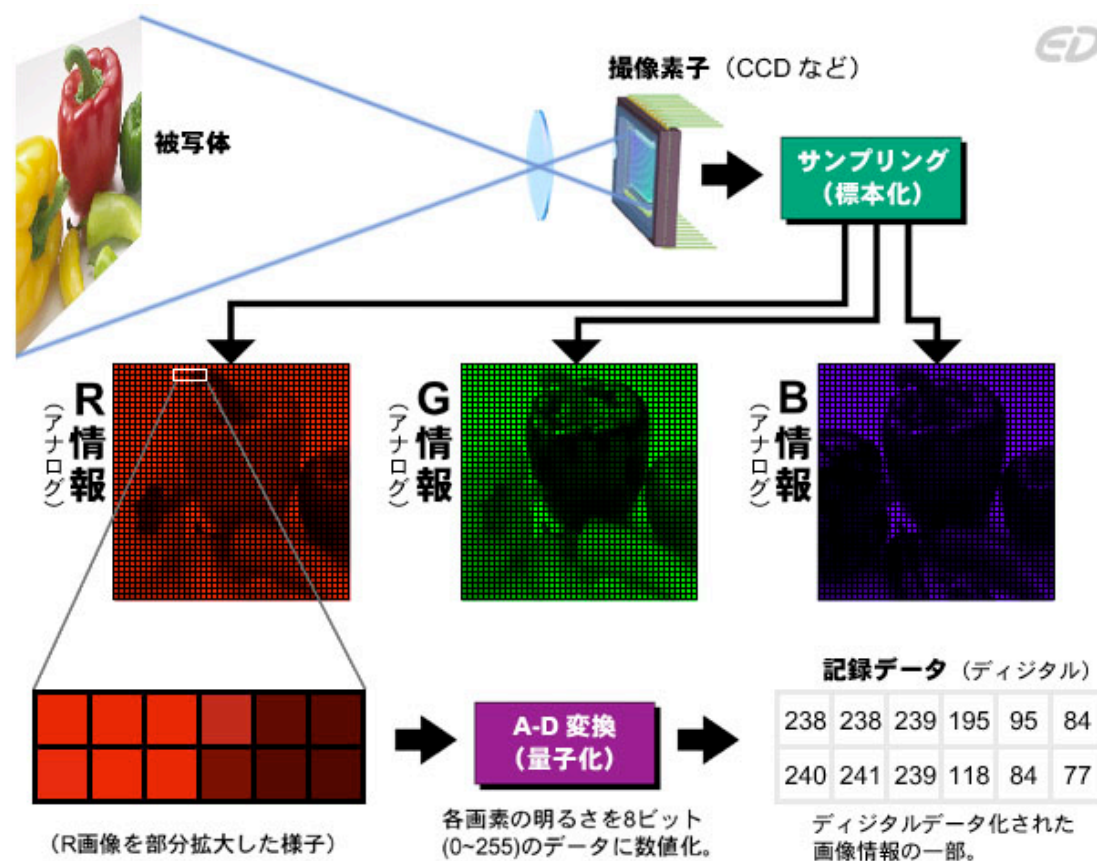 ED
撮像素子（CCD など）
被写体
サンプリング
（標本化）
R情報
（アナログ）
G情報
（アナログ）
B情報
（アナログ）
記録データ（ディジタル）
A-D 変換
（量子化）
238 238 239 195 95 84
240 241 239 118 84 77
（R画像を部分拡大した様子）
各画素の明るさを8ビット
(0~255)のデータに数値化。
ディジタルデータ化された
画像情報の一部。